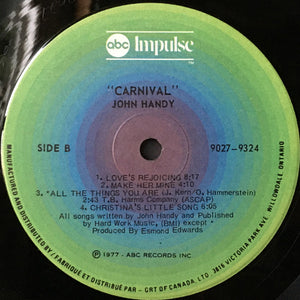 abc Impulse
TM
"CARNIVAL"
JOHN HANDY
SIDE B
9027-9324
1. LOVE'S REJOICING 8:17
2. MAKE HER MINE 4:10
3. *ALL THE THINGS YOU ARE (J. Kern/O. Hammerstein)
2:43 T.B. Harms Company (ASCAP)
4. CHRISTINA'S LITTLE SONG 8:05
All songs written by John Handy and Published
by Hard Work Music, (BMI) except *
Produced By Esmond Edwards
Ⓟ1977 - ABC RECORDS INC.
MANUFACTURED AND DISTRIBUTED BY / FABRIQUÉ ET DISTRIBUÉ PAR - GRT OF CANADA LTD 3816 VICTORIA PARK AVE. WILLOWDALE ONTARIO